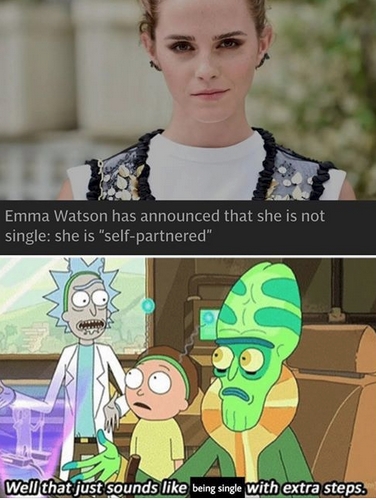 Emma Watson has announced that she is not
single: she is "self-partnered"
Well that just sounds like being single with extra steps.